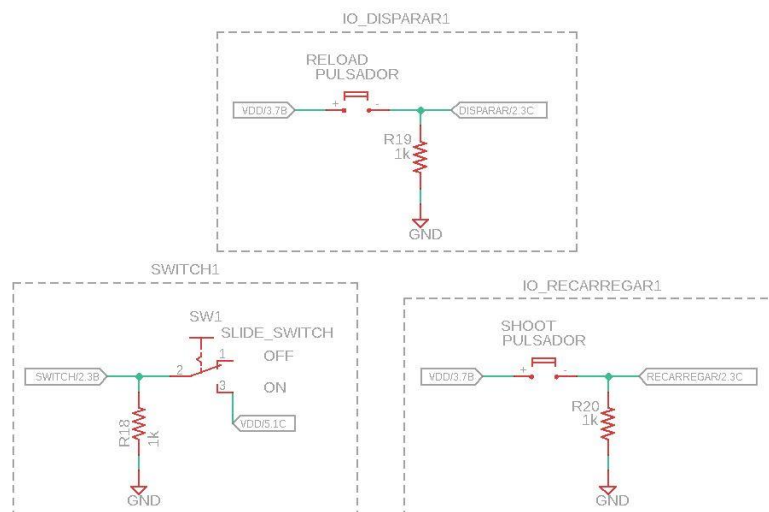 IO_DISPARAR1
RELOAD
PULSADOR
VDD/3.7B
+
-
DISPARAR/2.3C
R19
1k
GND
SWITCH1
SW1
SLIDE_SWITCH
1
OFF
SWITCH/2.3B
2
3
ON
R18
1k
VDD/5.1C
GND
IO_RECARREGAR1
SHOOT
PULSADOR
VDD/3.7B
+
-
RECARREGAR/2.3C
R20
1k
GND